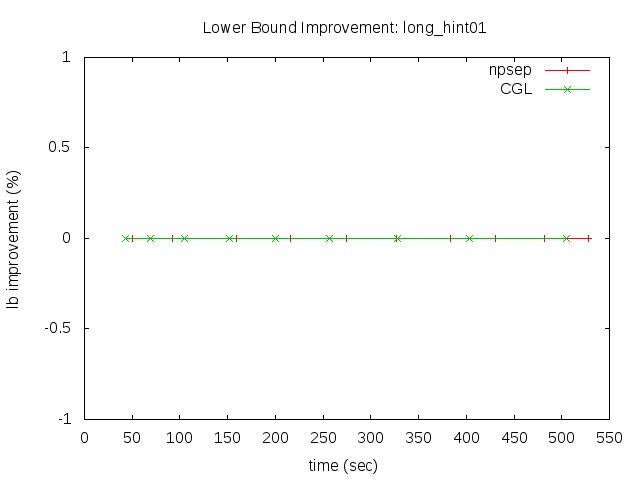 Lower Bound Improvement: long_hint01
npsep
CGL
1
0.5
0
-0.5
-1
lb improvement (%)
0 50 100 150 200 250 300 350 400 450 500 550
time (sec)